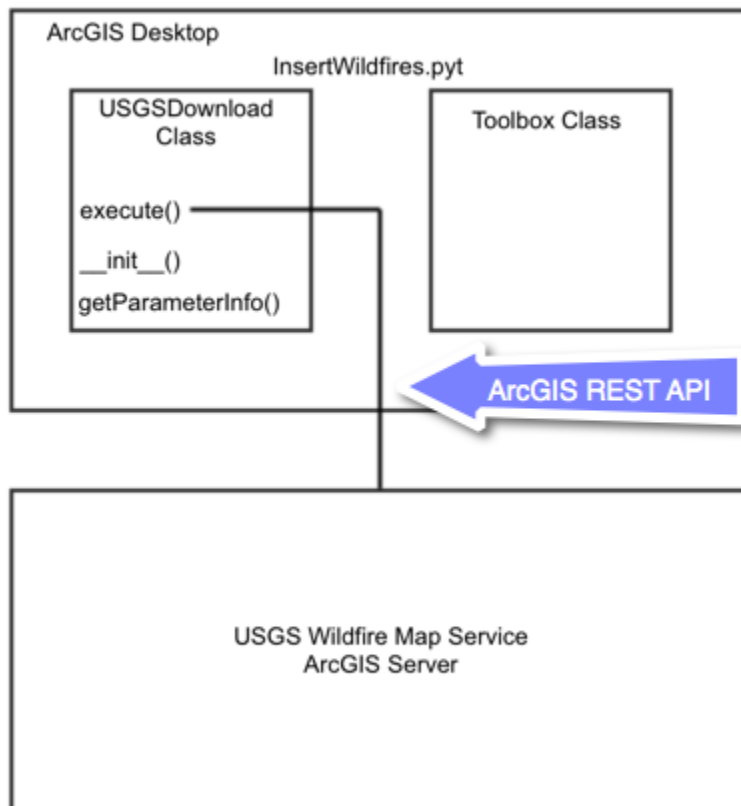 ArcGIS Desktop
InsertWildfires.pyt
USGSDownload
Class
execute()
__init__()
getParameterInfo()
Toolbox Class
ArcGIS REST API
USGS Wildfire Map Service
ArcGIS Server